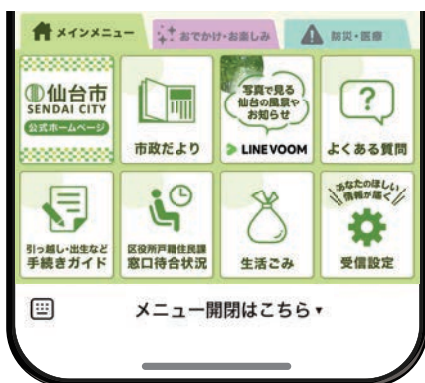 メインメニュー
おでかけ・お楽しみ
防災・医療
仙台市
SENDAI CITY
公式ホームページ
市政だより
写真で見る
仙台の風景や
お知らせ
LINE VOOM
?
よくある質問
引っ越し・出生など
手続きガイド
区役所戸籍住民課
窓口待合状況
生活ごみ
あなたのほしい
情報が届く
受信設定
メニュー開閉はこちら▼